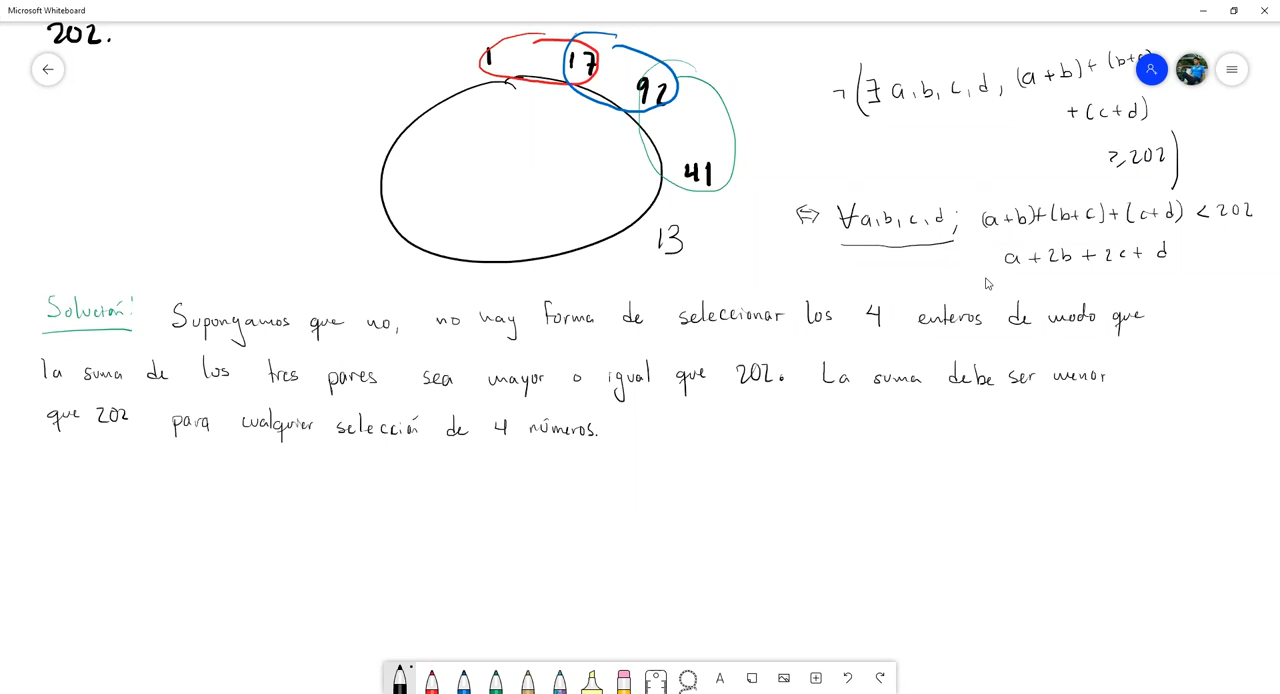 Microsoft Whiteboard
202.
1
17
92
41
13
¬(∃ a,b,c,d, (a+b)+(b+c)
+(c+d)
≥202)
⇔ ∀a,b,c,d; (a+b)+(b+c)+(c+d) < 202
a+2b+2c+d
Solución: Supongamos que no, no hay forma de seleccionar los 4 enteros de modo que
la suma de los tres pares sea mayor o igual que 202. La suma debe ser menor
que 202 para cualquier selección de 4 números.
A